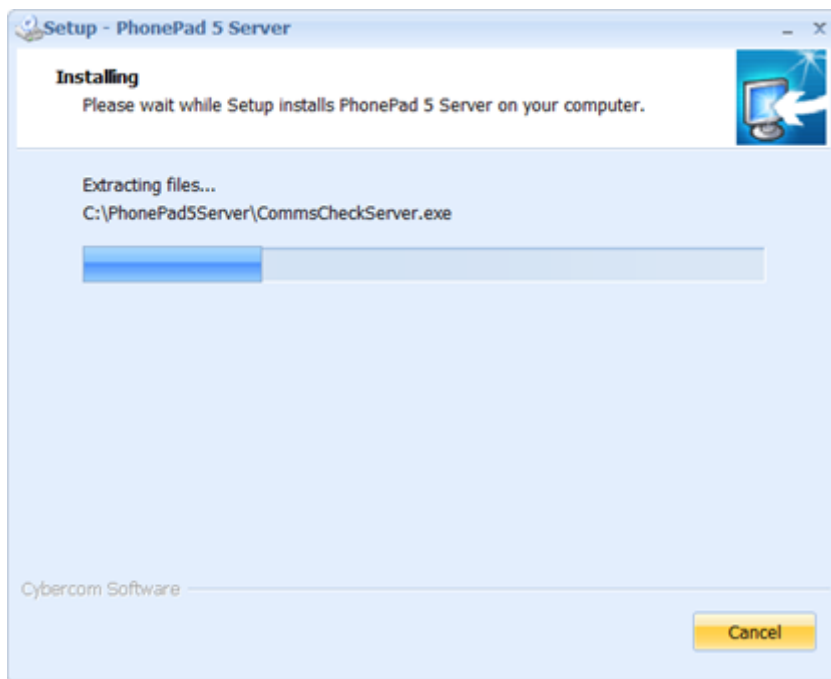 Setup - PhonePad 5 Server
Installing
Please wait while Setup installs PhonePad 5 Server on your computer.
Extracting files...
C:\PhonePad5Server\CommsCheckServer.exe
Cybercom Software
Cancel